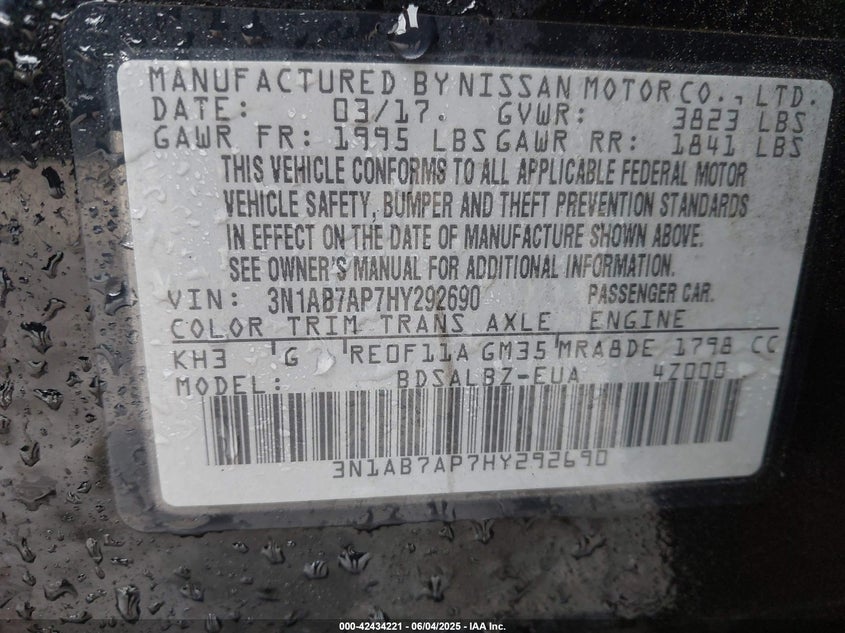 MANUFACTURED BY NISSAN MOTOR CO., LTD.
DATE: 03/17. GVWR: 3823 LBS
GAWR FR: 1995 LBS GAWR RR: 1841 LBS
THIS VEHICLE CONFORMS TO ALL APPLICABLE FEDERAL MOTOR
VEHICLE SAFETY, BUMPER AND THEFT PREVENTION STANDARDS
IN EFFECT ON THE DATE OF MANUFACTURE SHOWN ABOVE.
SEE OWNER'S MANUAL FOR ADDITIONAL INFORMATION.
VIN: 3N1AB7AP7HY292690 PASSENGER CAR.
COLOR TRIM TRANS AXLE ENGINE
KH3 G RE0F11A GM35 MRA8DE 1798 CC
MODEL: BDSALBZ-EUA 4Z000
3N1AB7AP7HY292690
000-42434221 - 06/04/2025 - IAA Inc.